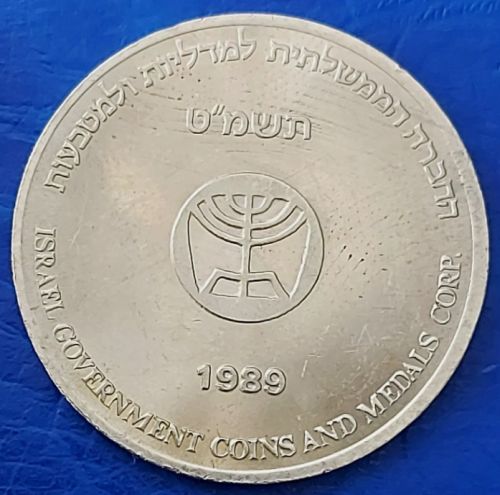 החברה הממשלתית למדליות ולמטבעות
תשמ"ט
1989
ISRAEL GOVERNMENT COINS AND MEDALS CORP.